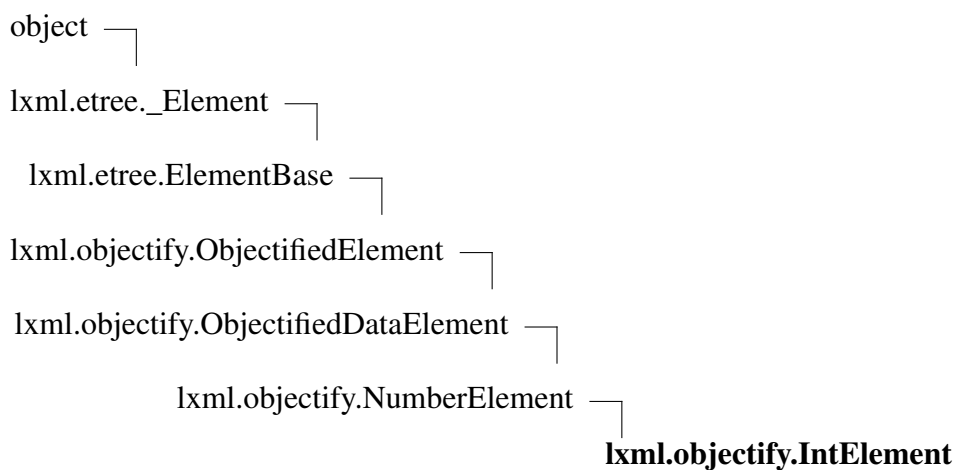 object
lxml.etree._Element
lxml.etree.ElementBase
lxml.objectify.ObjectifiedElement
lxml.objectify.ObjectifiedDataElement
lxml.objectify.NumberElement
lxml.objectify.IntElement